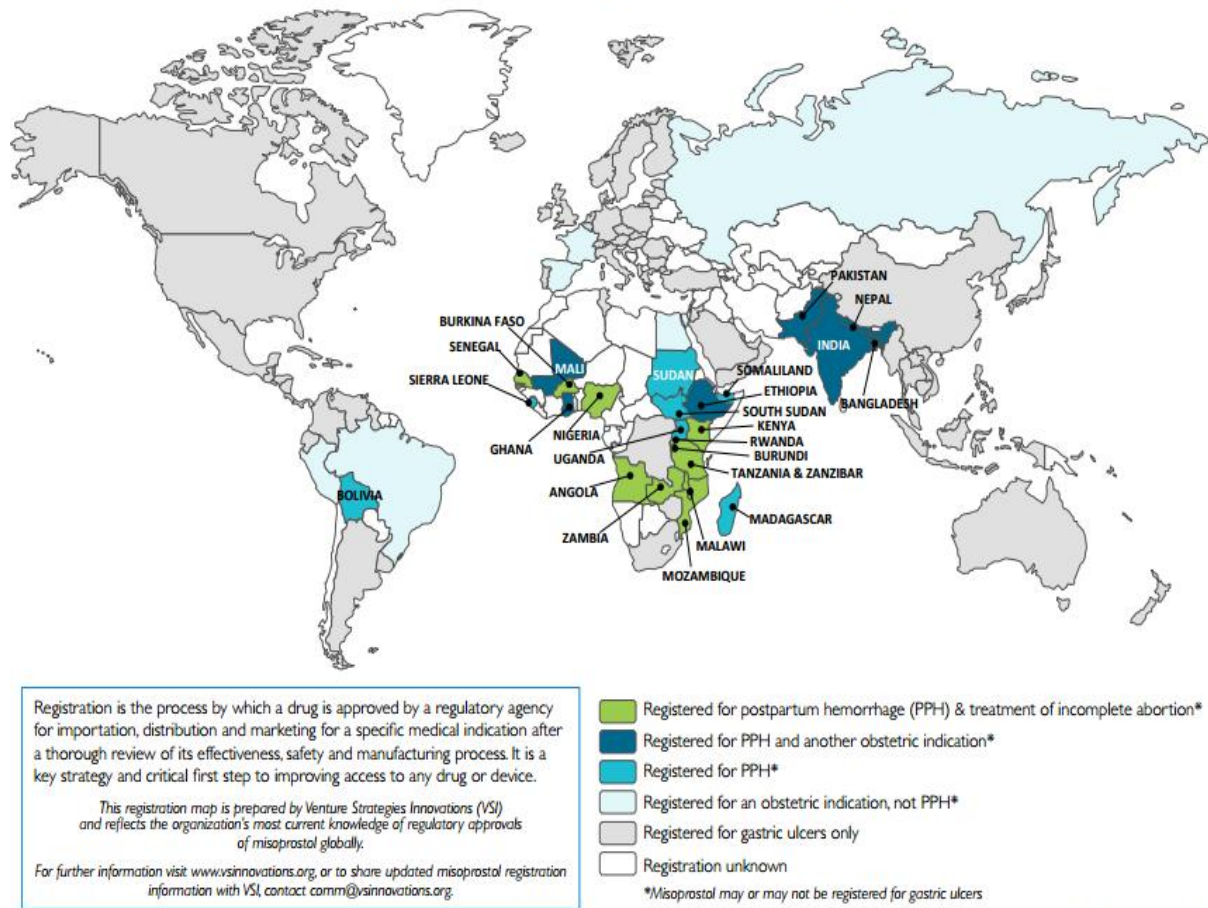 PAKISTAN
NEPAL
BURKINA FASO
SENEGAL
MALI
INDIA
SIERRA LEONE
SUDAN
SOMALILAND
ETHIOPIA
BANGLADESH
SOUTH SUDAN
KENYA
NIGERIA
GHANA
RWANDA
UGANDA
BURUNDI
TANZANIA & ZANZIBAR
BOLIVIA
ANGOLA
MADAGASCAR
ZAMBIA
MALAWI
MOZAMBIQUE
Registration is the process by which a drug is approved by a regulatory agency
for importation, distribution and marketing for a specific medical indication after
a thorough review of its effectiveness, safety and manufacturing process. It is a
key strategy and critical first step to improving access to any drug or device.
This registration map is prepared by Venture Strategies Innovations (VSI)
and reflects the organization's most current knowledge of regulatory approvals
of misoprostol globally.
For further information visit www.vsinnovations.org, or to share updated misoprostol registration
information with VSI, contact comm@vsinnovations.org.
Registered for postpartum hemorrhage (PPH) & treatment of incomplete abortion*
Registered for PPH and another obstetric indication*
Registered for PPH*
Registered for an obstetric indication, not PPH*
Registered for gastric ulcers only
Registration unknown
*Misoprostol may or may not be registered for gastric ulcers